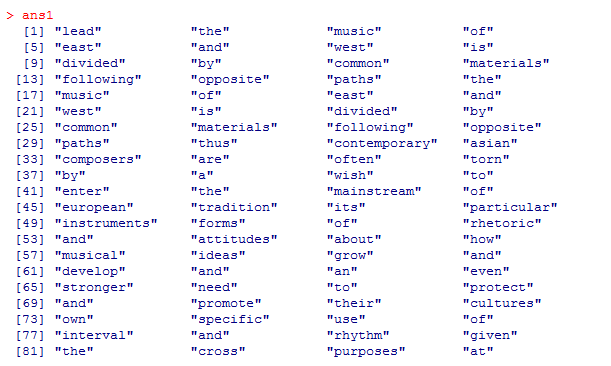 > ans1
[1] "lead" "the" "music" "of"
[5] "east" "and" "west" "is"
[9] "divided" "by" "common" "materials"
[13] "following" "opposite" "paths" "the"
[17] "music" "of" "east" "and"
[21] "west" "is" "divided" "by"
[25] "common" "materials" "following" "opposite"
[29] "paths" "thus" "contemporary" "asian"
[33] "composers" "are" "often" "torn"
[37] "by" "a" "wish" "to"
[41] "enter" "the" "mainstream" "of"
[45] "european" "tradition" "its" "particular"
[49] "instruments" "forms" "of" "rhetoric"
[53] "and" "attitudes" "about" "how"
[57] "musical" "ideas" "grow" "and"
[61] "develop" "and" "an" "even"
[65] "stronger" "need" "to" "protect"
[69] "and" "promote" "their" "cultures"
[73] "own" "specific" "use" "of"
[77] "interval" "and" "rhythm" "given"
[81] "the" "cross" "purposes" "at"